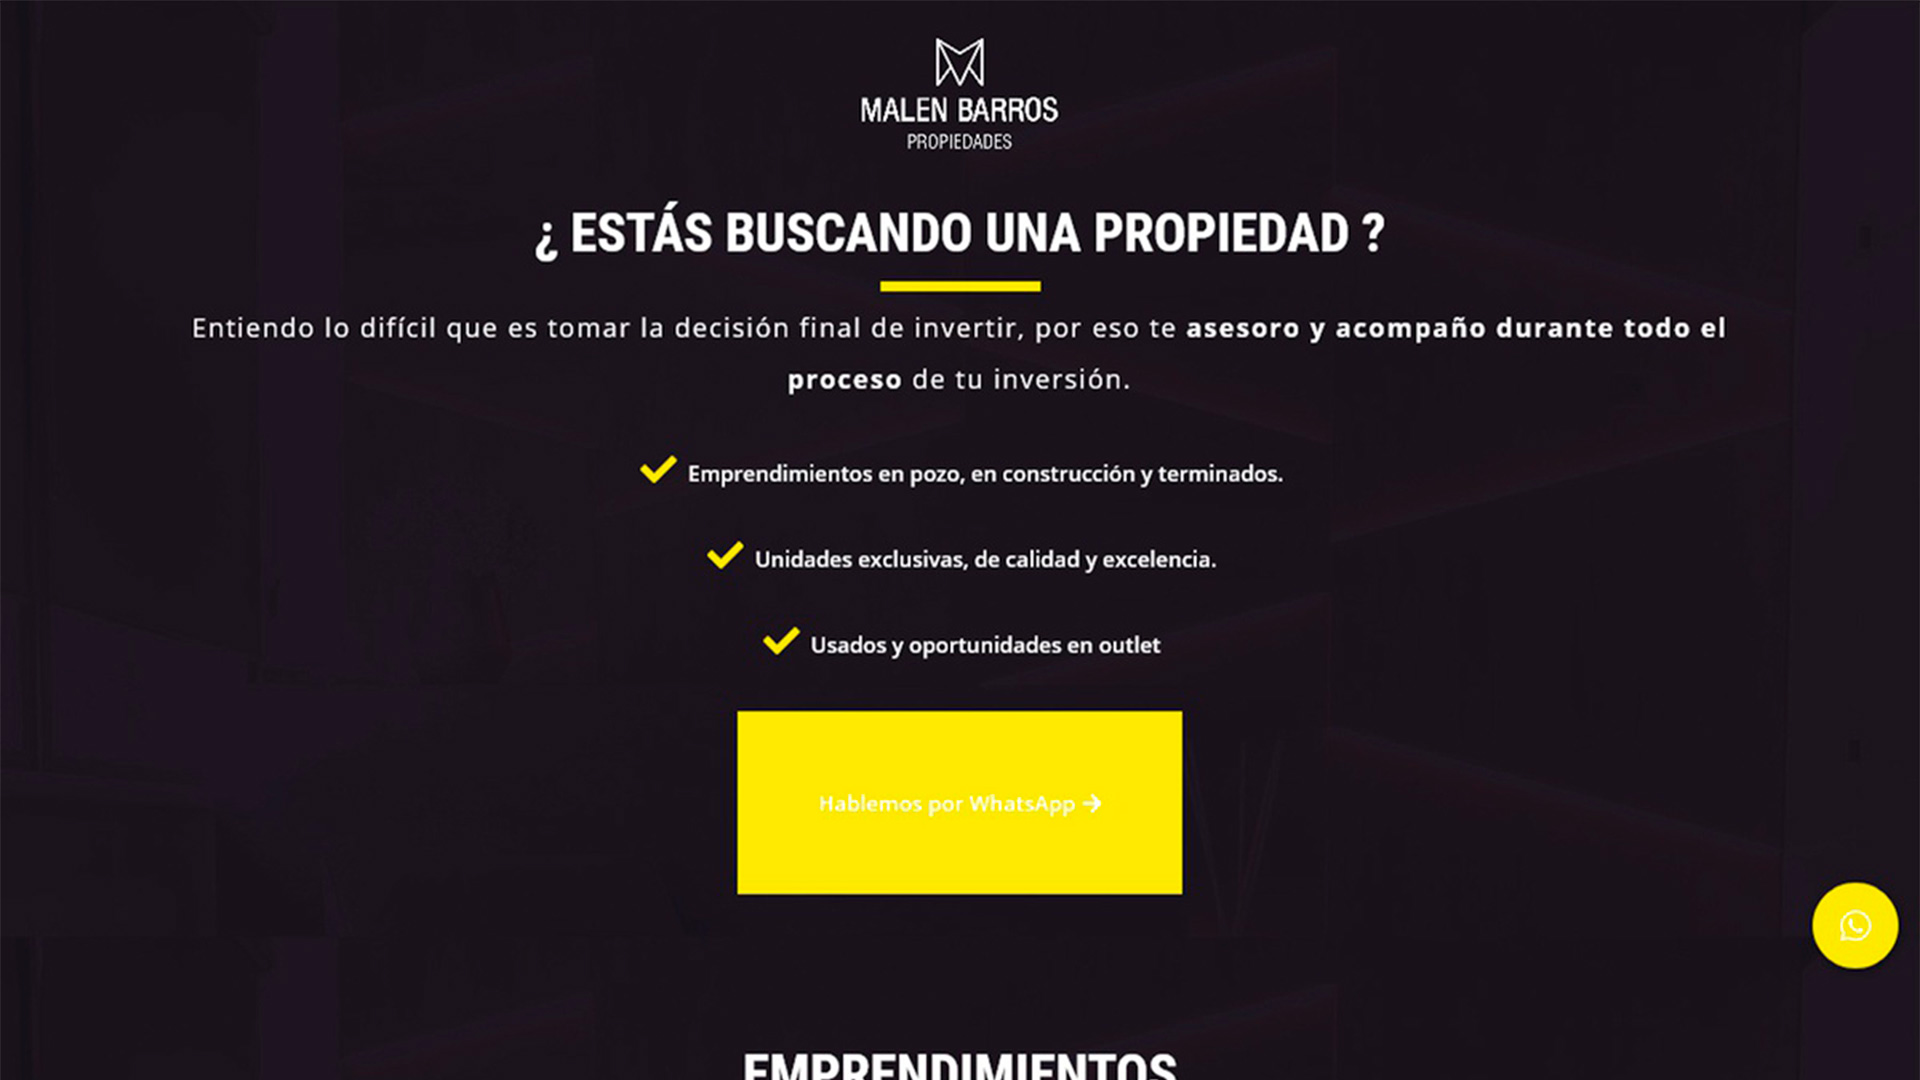 MALEN BARROS
PROPIEDADES
¿ ESTÁS BUSCANDO UNA PROPIEDAD ?
Entiendo lo difícil que es tomar la decisión final de invertir, por eso te asesoro y acompaño durante todo el
proceso de tu inversión.
Emprendimientos en pozo, en construcción y terminados.
Unidades exclusivas, de calidad y excelencia.
Usados y oportunidades en outlet
Hablemos por WhatsApp →
EMPRENDIMIENTOS